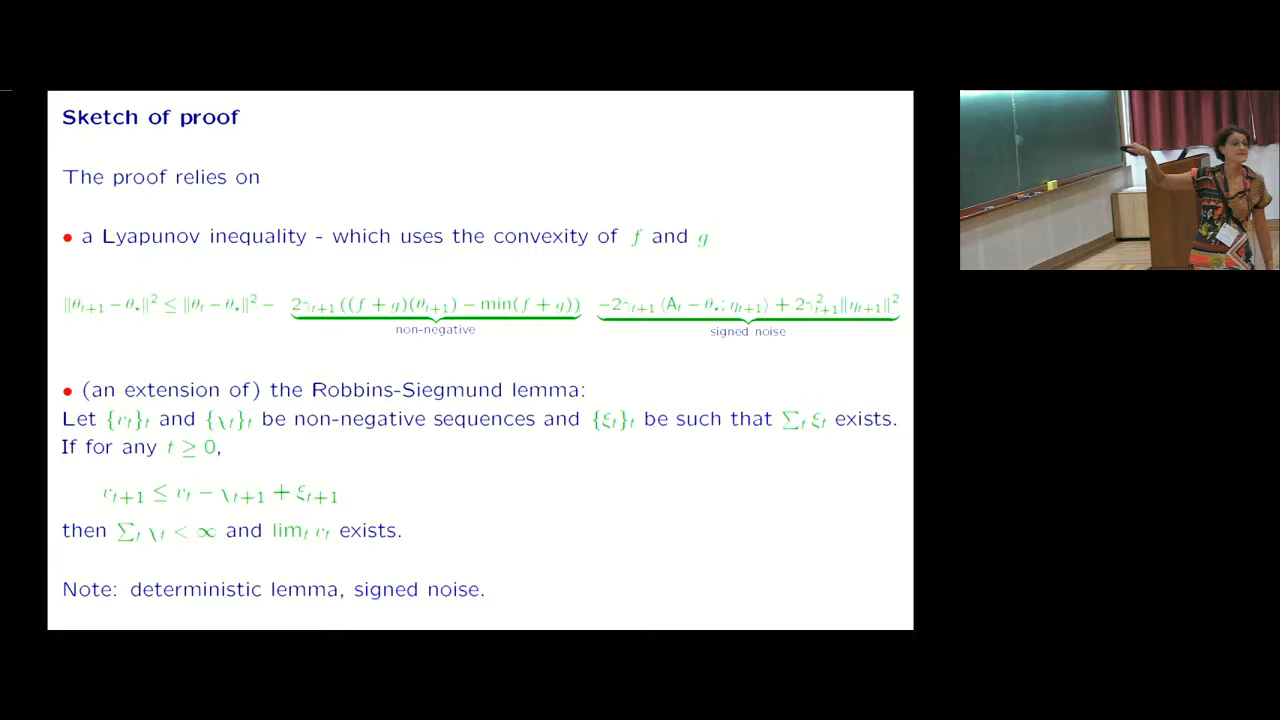 Sketch of proof
The proof relies on
• a Lyapunov inequality - which uses the convexity of f and g
‖θ_{t+1} − θ_⋆‖² ≤ ‖θ_t − θ_⋆‖² − 2γ_{t+1} ((f + g)(θ_{t+1}) − min(f + g)) −2γ_{t+1} ⟨A_t − θ_⋆; η_{t+1}⟩ + 2γ²_{t+1}‖η_{t+1}‖²
non-negative signed noise
• (an extension of) the Robbins-Siegmund lemma:
Let {v_t}_t and {χ_t}_t be non-negative sequences and {ξ_t}_t be such that ∑_t ξ_t exists.
If for any t ≥ 0,
v_{t+1} ≤ v_t − χ_{t+1} + ξ_{t+1}
then ∑_t χ_t < ∞ and lim_t v_t exists.
Note: deterministic lemma, signed noise.